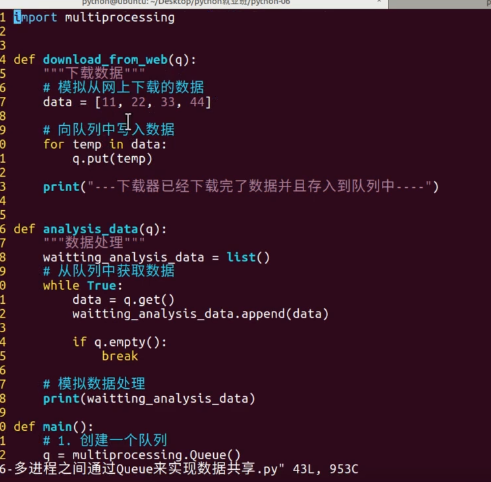 python@ubuntu: ~/Desktop/python就业班/python-06
1 import multiprocessing
2
3
4 def download_from_web(q):
5     """下载数据"""
6     # 模拟从网上下载的数据
7     data = [11, 22, 33, 44]
8
9     # 向队列中写入数据
0     for temp in data:
1         q.put(temp)
2
3     print("---下载器已经下载完了数据并且存入到队列中----")
4
5
6 def analysis_data(q):
7     """数据处理"""
8     waitting_analysis_data = list()
9     # 从队列中获取数据
0     while True:
1         data = q.get()
2         waitting_analysis_data.append(data)
3
4         if q.empty():
5             break
6
7     # 模拟数据处理
8     print(waitting_analysis_data)
9
0 def main():
1     # 1. 创建一个队列
2     q = multiprocessing.Queue()
6-多进程之间通过Queue来实现数据共享.py" 43L, 953C